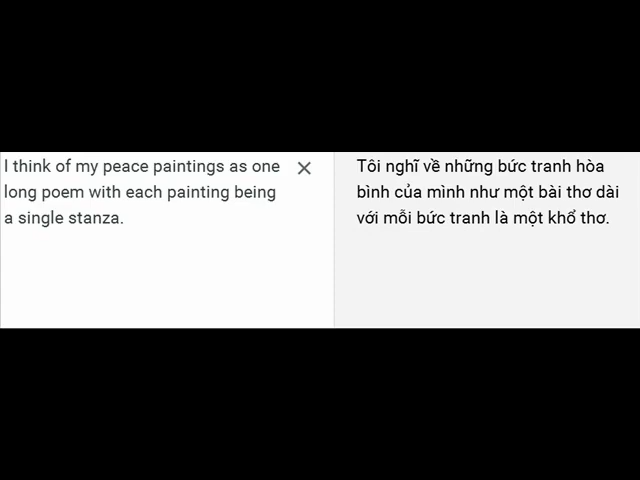 I think of my peace paintings as one
long poem with each painting being
a single stanza.
Tôi nghĩ về những bức tranh hòa
bình của mình như một bài thơ dài
với mỗi bức tranh là một khổ thơ.